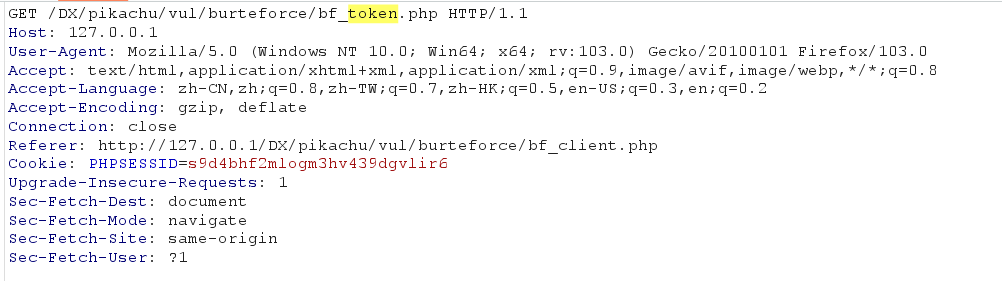 GET /DX/pikachu/vul/burteforce/bf_token.php HTTP/1.1
Host: 127.0.0.1
User-Agent: Mozilla/5.0 (Windows NT 10.0; Win64; x64; rv:103.0) Gecko/20100101 Firefox/103.0
Accept: text/html,application/xhtml+xml,application/xml;q=0.9,image/avif,image/webp,*/*;q=0.8
Accept-Language: zh-CN,zh;q=0.8,zh-TW;q=0.7,zh-HK;q=0.5,en-US;q=0.3,en;q=0.2
Accept-Encoding: gzip, deflate
Connection: close
Referer: http://127.0.0.1/DX/pikachu/vul/burteforce/bf_client.php
Cookie: PHPSESSID=s9d4bhf2mlogm3hv439dgvlir6
Upgrade-Insecure-Requests: 1
Sec-Fetch-Dest: document
Sec-Fetch-Mode: navigate
Sec-Fetch-Site: same-origin
Sec-Fetch-User: ?1